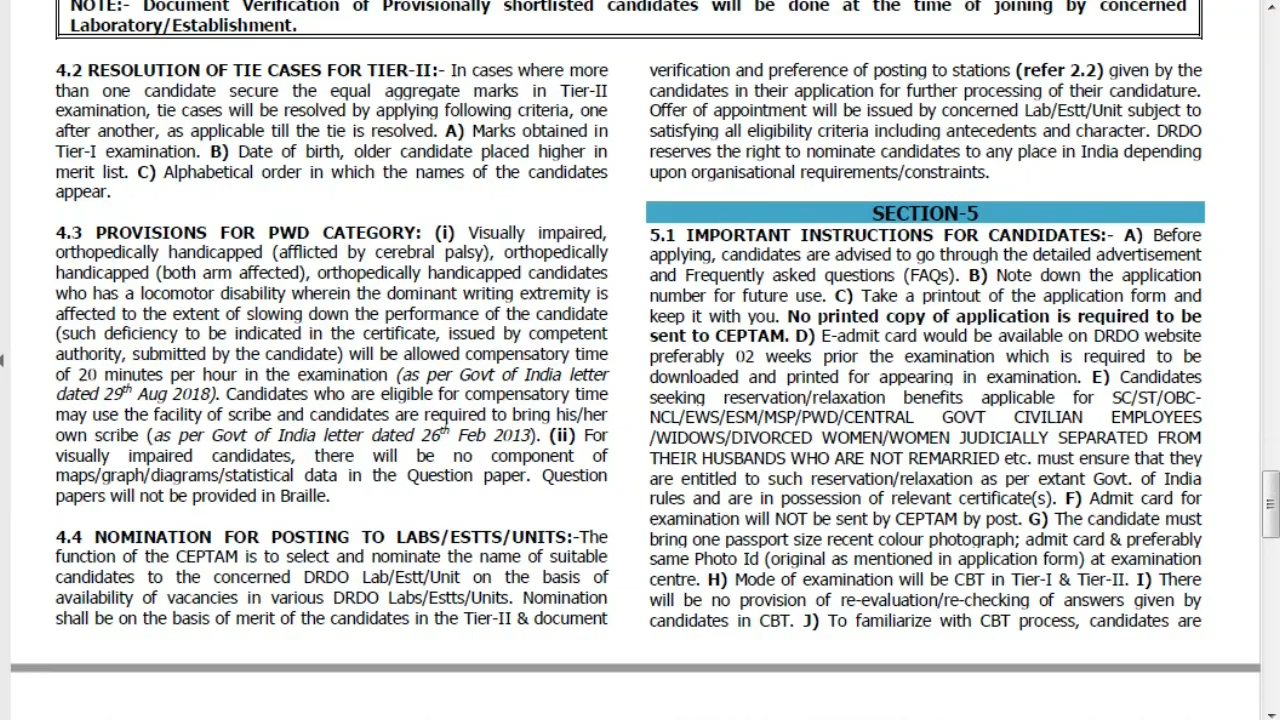 NOTE:- Document Verification of Provisionally shortlisted candidates will be done at the time of joining by concerned
Laboratory/Establishment.
4.2 RESOLUTION OF TIE CASES FOR TIER-II:- In cases where more
than one candidate secure the equal aggregate marks in Tier-II
examination, tie cases will be resolved by applying following criteria, one
after another, as applicable till the tie is resolved. A) Marks obtained in
Tier-I examination. B) Date of birth, older candidate placed higher in
merit list. C) Alphabetical order in which the names of the candidates
appear.
4.3 PROVISIONS FOR PWD CATEGORY: (i) Visually impaired,
orthopedically handicapped (afflicted by cerebral palsy), orthopedically
handicapped (both arm affected), orthopedically handicapped candidates
who has a locomotor disability wherein the dominant writing extremity is
affected to the extent of slowing down the performance of the candidate
(such deficiency to be indicated in the certificate, issued by competent
authority, submitted by the candidate) will be allowed compensatory time
of 20 minutes per hour in the examination (as per Govt of India letter
dated 29th Aug 2018). Candidates who are eligible for compensatory time
may use the facility of scribe and candidates are required to bring his/her
own scribe (as per Govt of India letter dated 26th Feb 2013). (ii) For
visually impaired candidates, there will be no component of
maps/graph/diagrams/statistical data in the Question paper. Question
papers will not be provided in Braille.
4.4 NOMINATION FOR POSTING TO LABS/ESTTS/UNITS:-The
function of the CEPTAM is to select and nominate the name of suitable
candidates to the concerned DRDO Lab/Estt/Unit on the basis of
availability of vacancies in various DRDO Labs/Estts/Units. Nomination
shall be on the basis of merit of the candidates in the Tier-II & document
verification and preference of posting to stations (refer 2.2) given by the
candidates in their application for further processing of their candidature.
Offer of appointment will be issued by concerned Lab/Estt/Unit subject to
satisfying all eligibility criteria including antecedents and character. DRDO
reserves the right to nominate candidates to any place in India depending
upon organisational requirements/constraints.
SECTION-5
5.1 IMPORTANT INSTRUCTIONS FOR CANDIDATES:- A) Before
applying, candidates are advised to go through the detailed advertisement
and Frequently asked questions (FAQs). B) Note down the application
number for future use. C) Take a printout of the application form and
keep it with you. No printed copy of application is required to be
sent to CEPTAM. D) E-admit card would be available on DRDO website
preferably 02 weeks prior the examination which is required to be
downloaded and printed for appearing in examination. E) Candidates
seeking reservation/relaxation benefits applicable for SC/ST/OBC-
NCL/EWS/ESM/MSP/PWD/CENTRAL GOVT CIVILIAN EMPLOYEES
/WIDOWS/DIVORCED WOMEN/WOMEN JUDICIALLY SEPARATED FROM
THEIR HUSBANDS WHO ARE NOT REMARRIED etc. must ensure that they
are entitled to such reservation/relaxation as per extant Govt. of India
rules and are in possession of relevant certificate(s). F) Admit card for
examination will NOT be sent by CEPTAM by post. G) The candidate must
bring one passport size recent colour photograph; admit card & preferably
same Photo Id (original as mentioned in application form) at examination
centre. H) Mode of examination will be CBT in Tier-I & Tier-II. I) There
will be no provision of re-evaluation/re-checking of answers given by
candidates in CBT. J) To familiarize with CBT process, candidates are